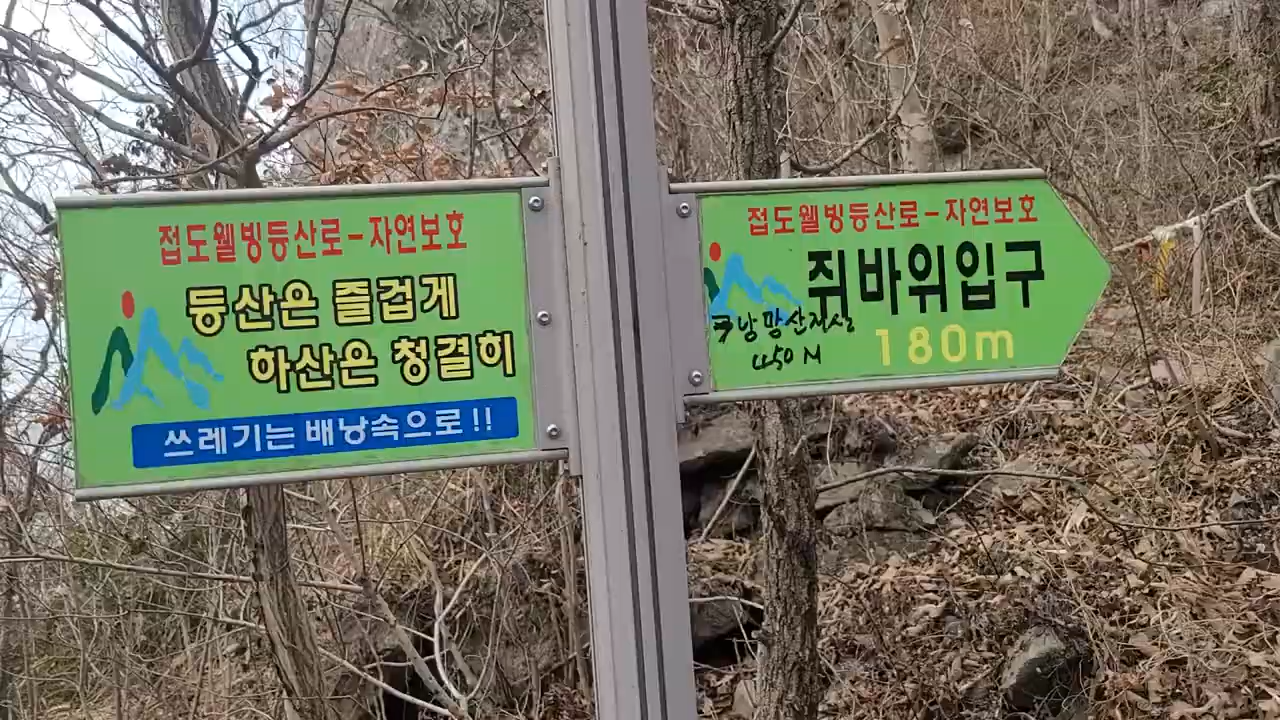 접도웰빙등산로-자연보호
등산은 즐겁게
하산은 청결히
쓰레기는 배낭속으로!!
접도웰빙등산로-자연보호
쥐바위입구
180m
450M